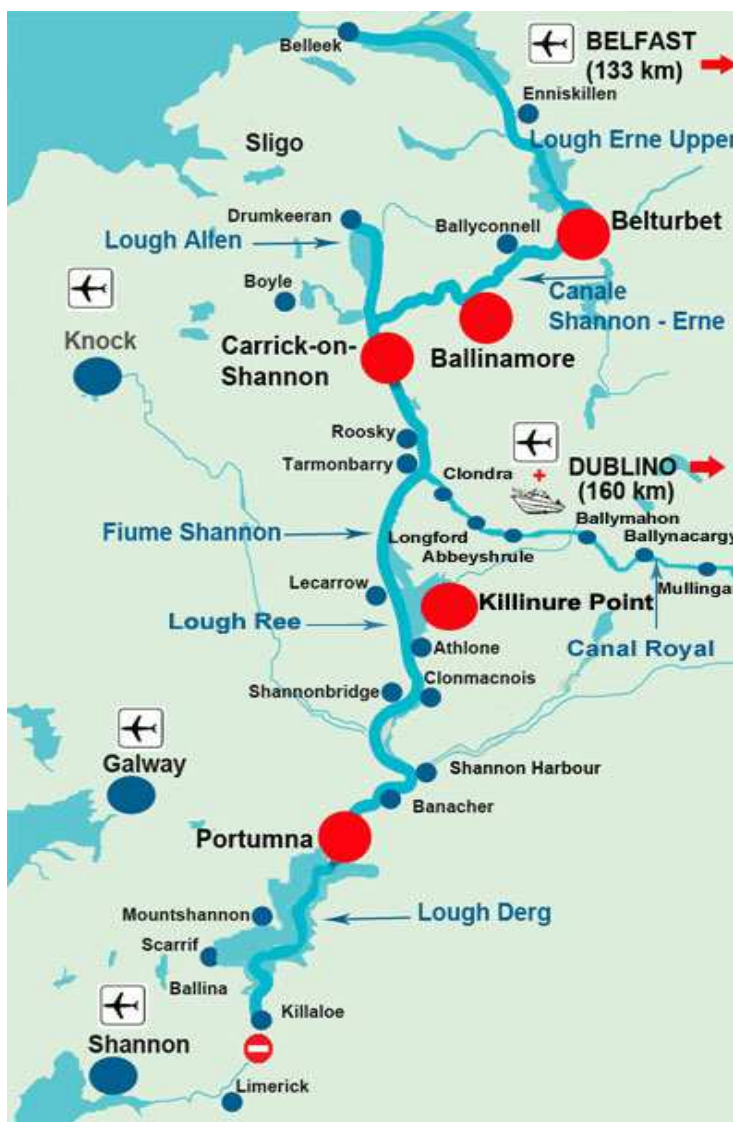 Belleek
BELFAST
(133 km)
Enniskillen
Sligo
Lough Erne Upper
Drumkeeran
Ballyconnell
Belturbet
Lough Allen
Boyle
Canale
Shannon - Erne
Knock
Carrick-on-
Shannon
Ballinamore
Roosky
Tarmonbarry
Clondra
DUBLINO
(160 km)
Fiume Shannon
Longford
Ballymahon
Abbeyshrule
Ballynacargy
Lecarrow
Killinure Point
Mullingar
Lough Ree
Athlone
Canal Royal
Shannonbridge
Clonmacnois
Galway
Shannon Harbour
Banacher
Portumna
Mountshannon
Lough Derg
Scarrif
Ballina
Killaloe
Shannon
Limerick